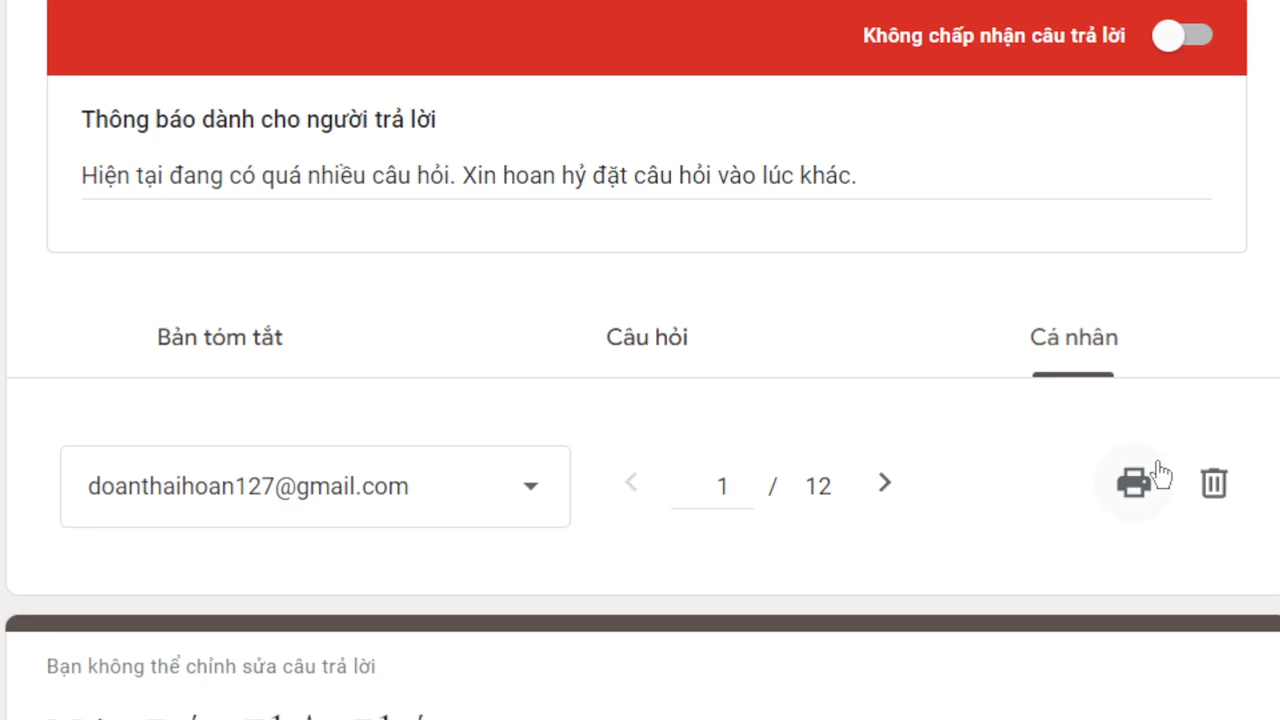 Không chấp nhận câu trả lời
Thông báo dành cho người trả lời
Hiện tại đang có quá nhiều câu hỏi. Xin hoan hỷ đặt câu hỏi vào lúc khác.
Bản tóm tắt
Câu hỏi
Cá nhân
doanthaihoan127@gmail.com
1 / 12
Bạn không thể chỉnh sửa câu trả lời